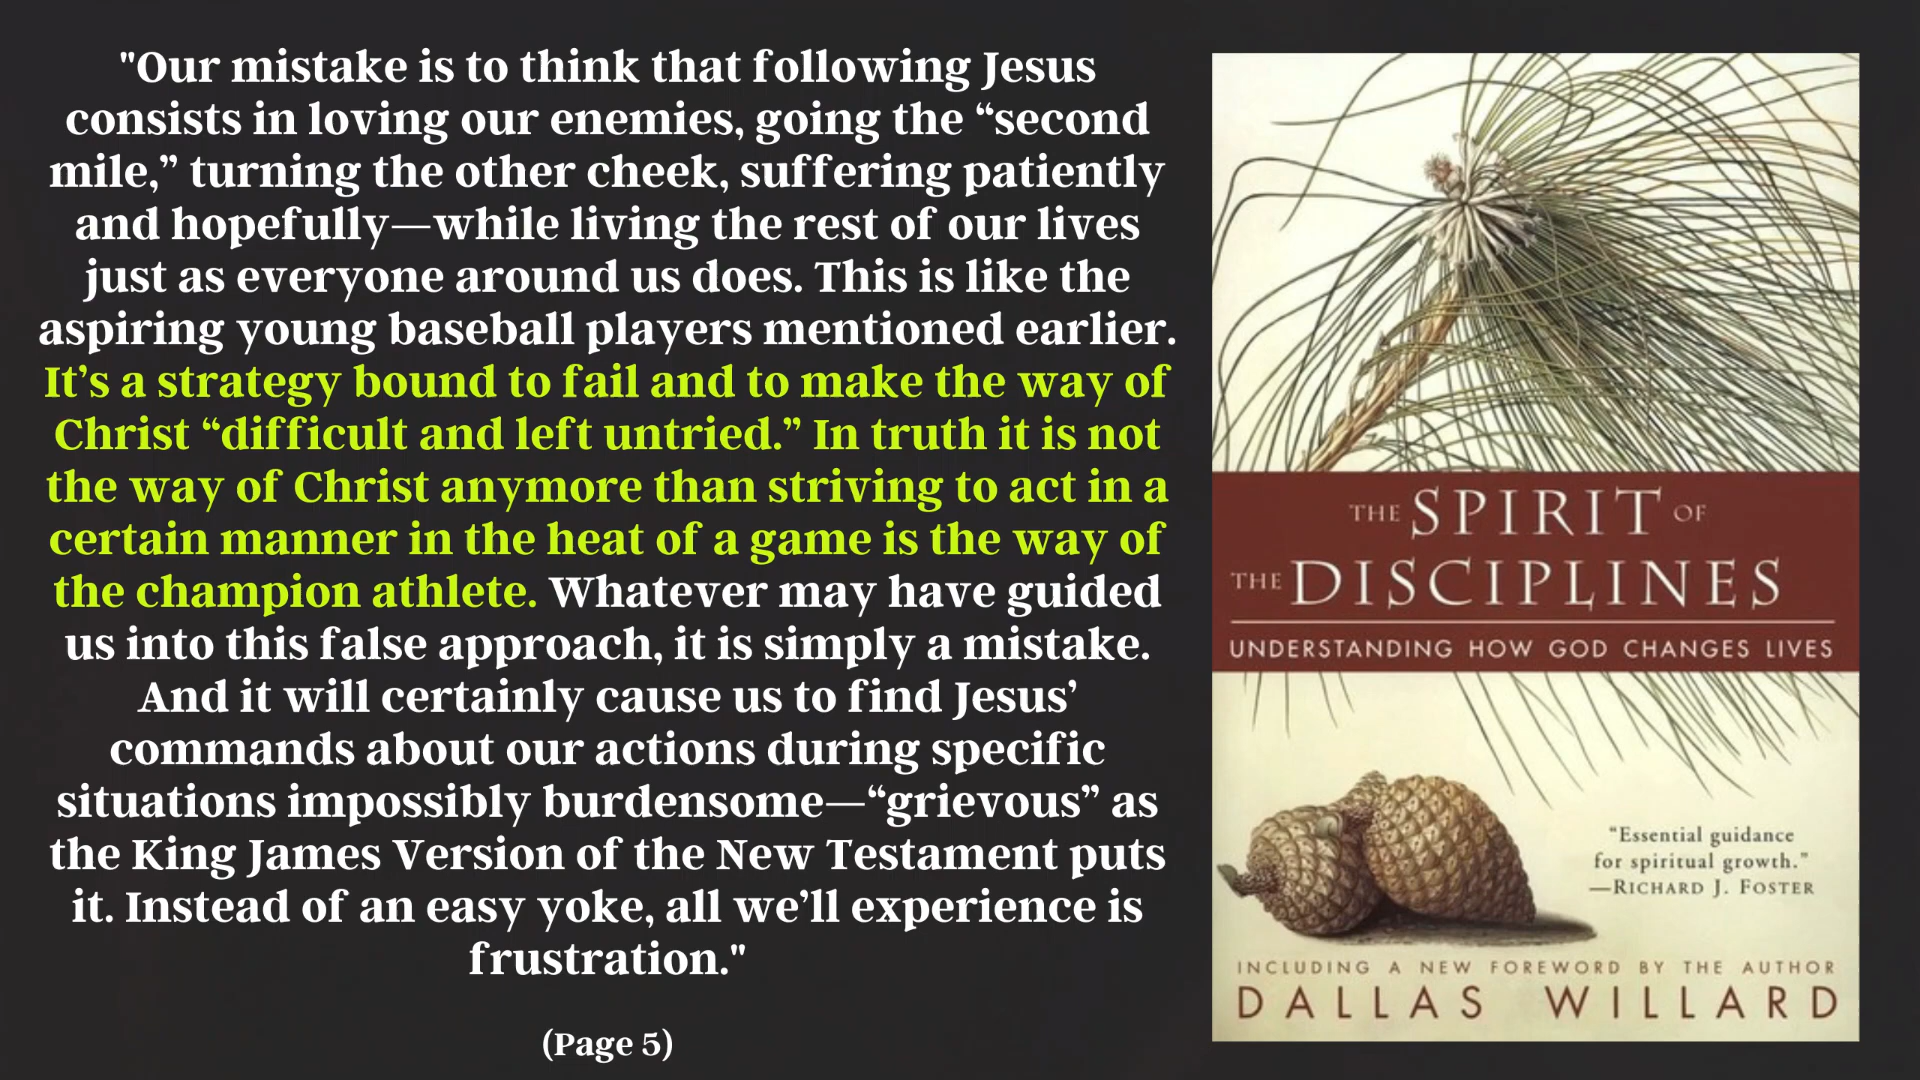 "Our mistake is to think that following Jesus
consists in loving our enemies, going the “second
mile,” turning the other cheek, suffering patiently
and hopefully—while living the rest of our lives
just as everyone around us does. This is like the
aspiring young baseball players mentioned earlier.
It’s a strategy bound to fail and to make the way of
Christ “difficult and left untried.” In truth it is not
the way of Christ anymore than striving to act in a
certain manner in the heat of a game is the way of
the champion athlete. Whatever may have guided
us into this false approach, it is simply a mistake.
And it will certainly cause us to find Jesus’
commands about our actions during specific
situations impossibly burdensome—“grievous” as
the King James Version of the New Testament puts
it. Instead of an easy yoke, all we’ll experience is
frustration."
(Page 5)
THE SPIRIT OF
THE DISCIPLINES
UNDERSTANDING HOW GOD CHANGES LIVES
“Essential guidance
for spiritual growth.”
—RICHARD J. FOSTER
INCLUDING A NEW FOREWORD BY THE AUTHOR
DALLAS WILLARD